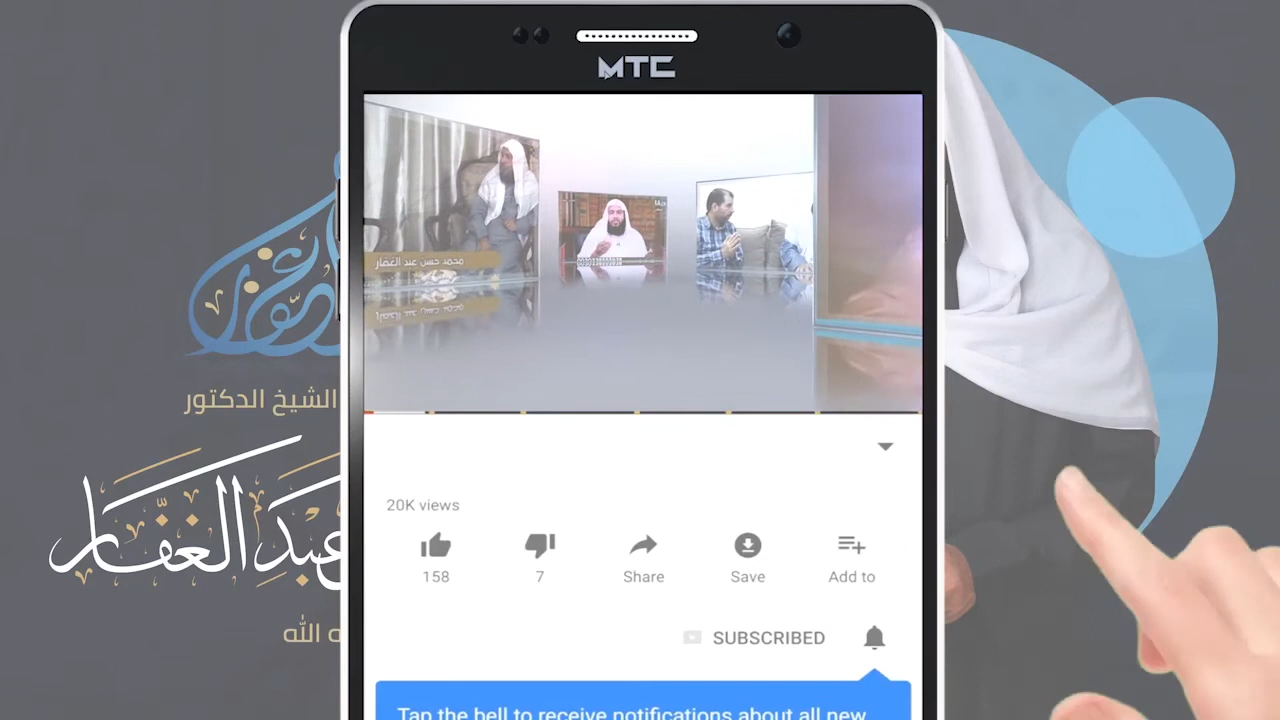 MTC
محمد حسن عبد الغفار
الشيخ الدكتور
عبد الغفار
ه الله
20K views
158
7
Share
Save
Add to
SUBSCRIBED
Tap the bell to receive notifications about all new